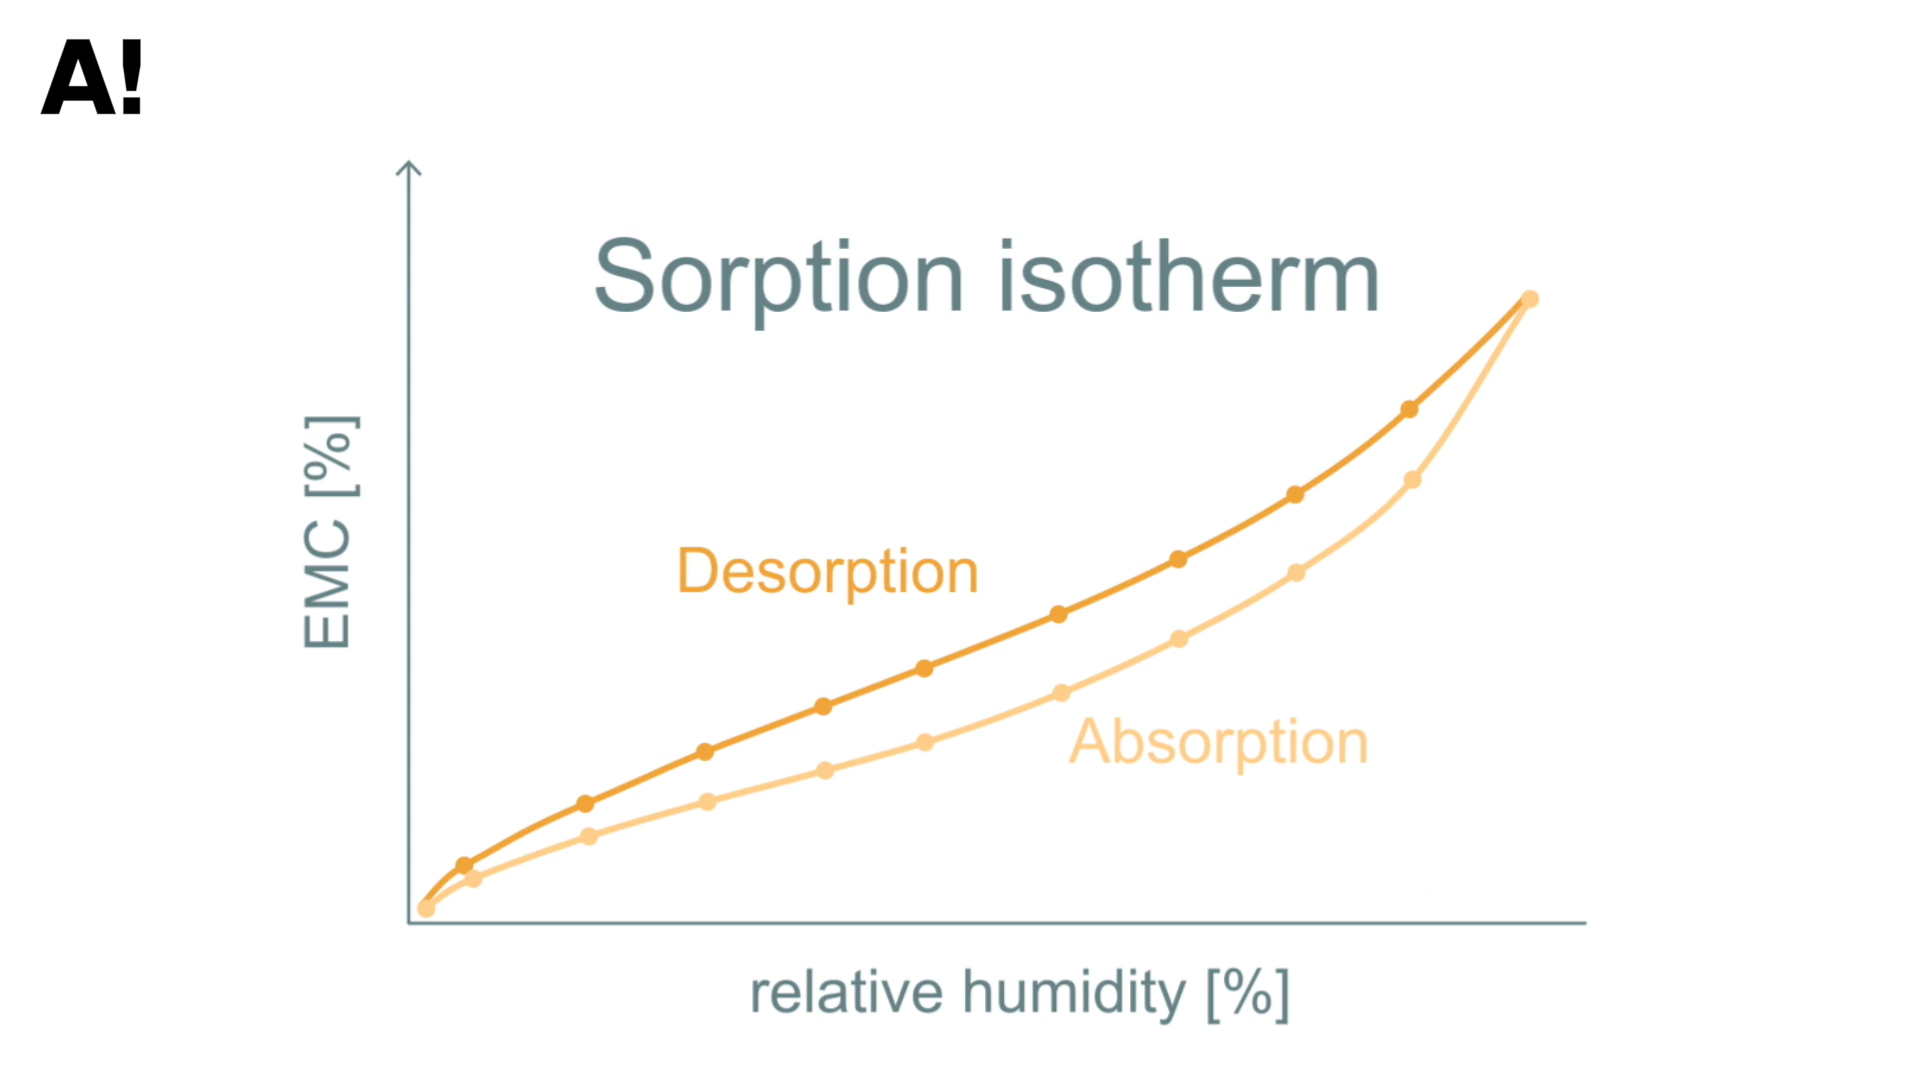 A!
Sorption isotherm
EMC [%]
Desorption
Absorption
relative humidity [%]